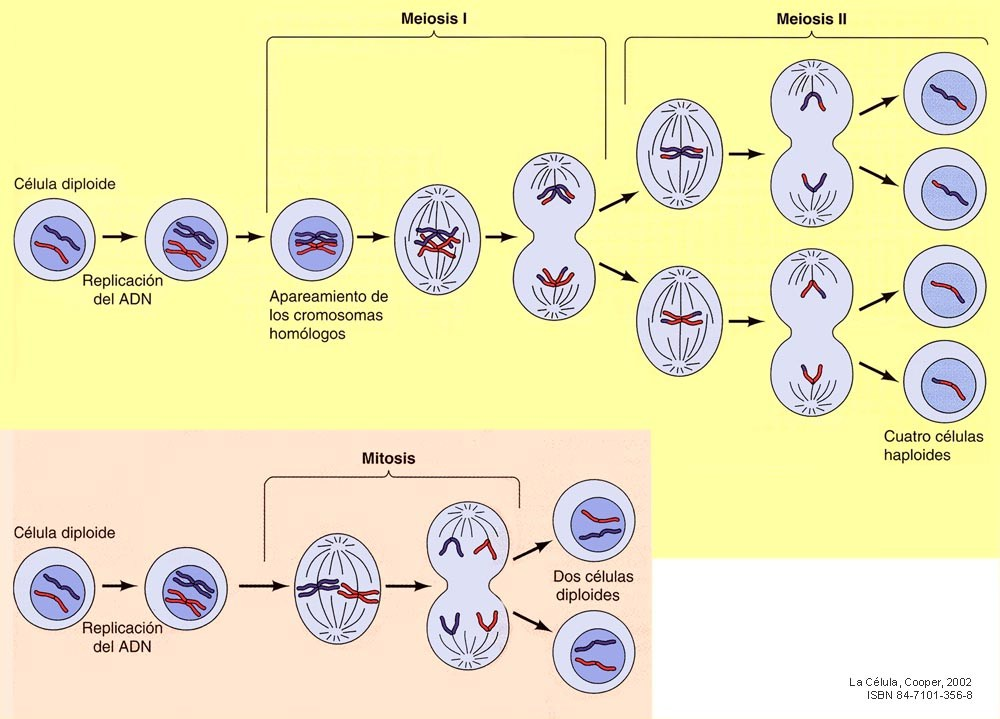 Meiosis I
Meiosis II
Célula diploide
Replicación
del ADN
Apareamiento de
los cromosomas
homólogos
Cuatro células
haploides
Mitosis
Célula diploide
Replicación
del ADN
Dos células
diploides
La Célula, Cooper, 2002
ISBN 84-7101-356-8